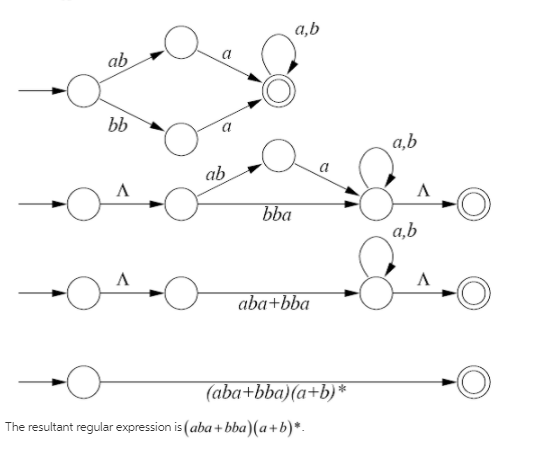 a,b
ab
a
bb
a
a,b
Λ
ab
a
Λ
bba
a,b
Λ
Λ
aba+bba
(aba+bba)(a+b)*
The resultant regular expression is (aba+bba)(a+b)*.